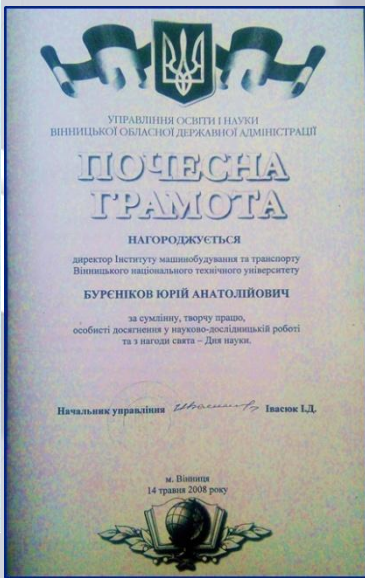 УПРАВЛІННЯ ОСВІТИ І НАУКИ
ВІННИЦЬКОЇ ОБЛАСНОЇ ДЕРЖАВНОЇ АДМІНІСТРАЦІЇ
ПОЧЕСНА
ГРАМОТА
НАГОРОДЖУЄТЬСЯ
директор Інституту машинобудування та транспорту
Вінницького національного технічного університету
БУРЄНІКОВ ЮРІЙ АНАТОЛІЙОВИЧ
за сумлінну, творчу працю,
особисті досягнення у науково-дослідницькій роботі
та з нагоди свята – Дня науки.
Начальник управління Івасюк І.Д.
м. Вінниця
14 травня 2008 року